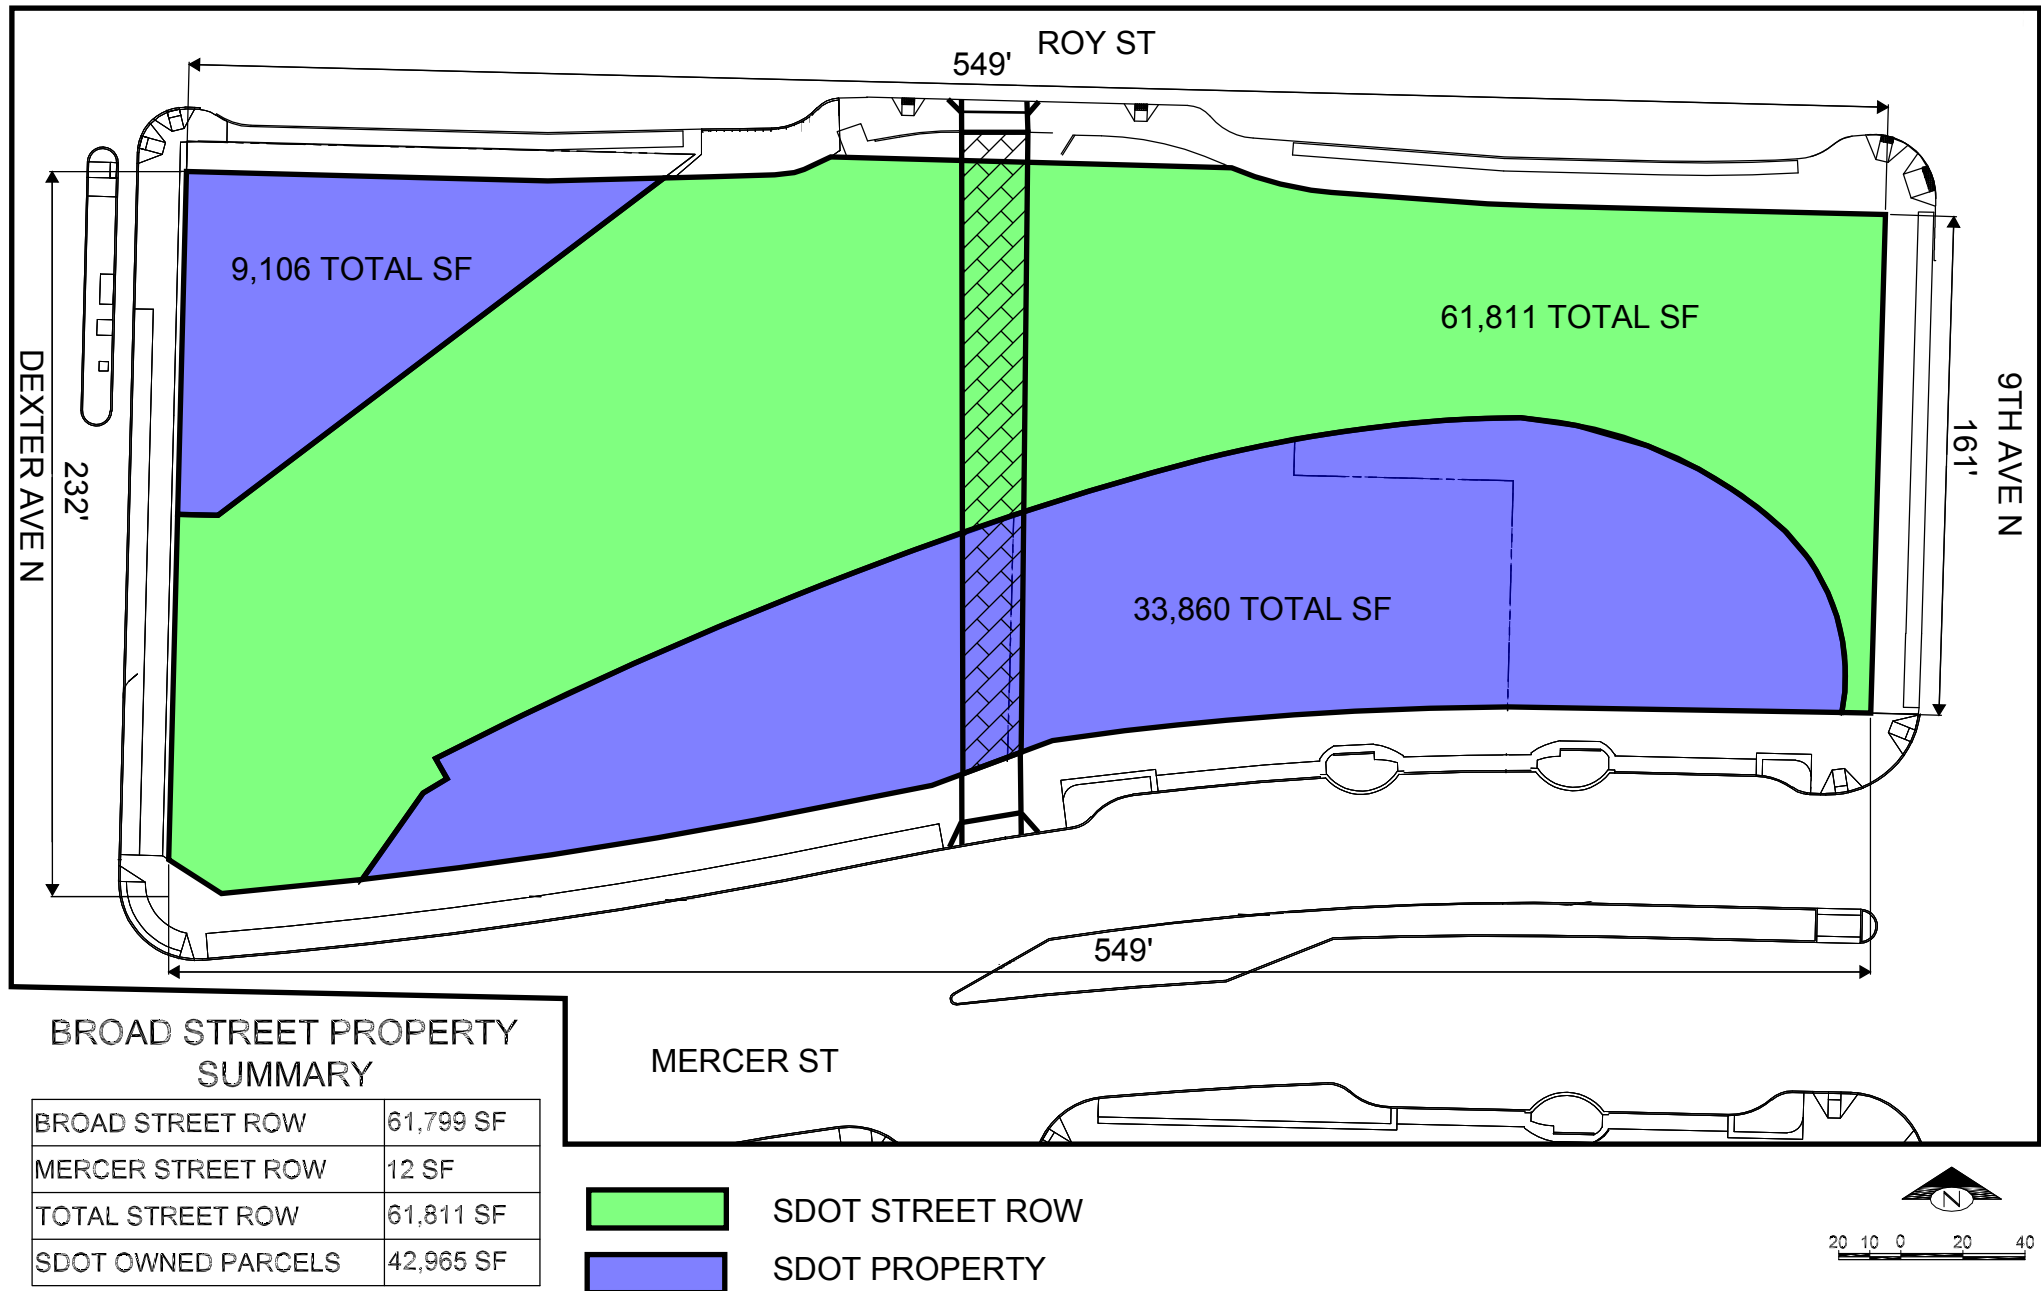 ROY ST
549'
9,106 TOTAL SF
61,811 TOTAL SF
DEXTER AVE N
232'
161'
9TH AVE N
33,860 TOTAL SF
549'
MERCER ST
BROAD STREET PROPERTY
SUMMARY
BROAD STREET ROW 61,799 SF
MERCER STREET ROW 12 SF
TOTAL STREET ROW 61,811 SF
SDOT OWNED PARCELS 42,965 SF
SDOT STREET ROW
SDOT PROPERTY
N
20 10 0 20 40